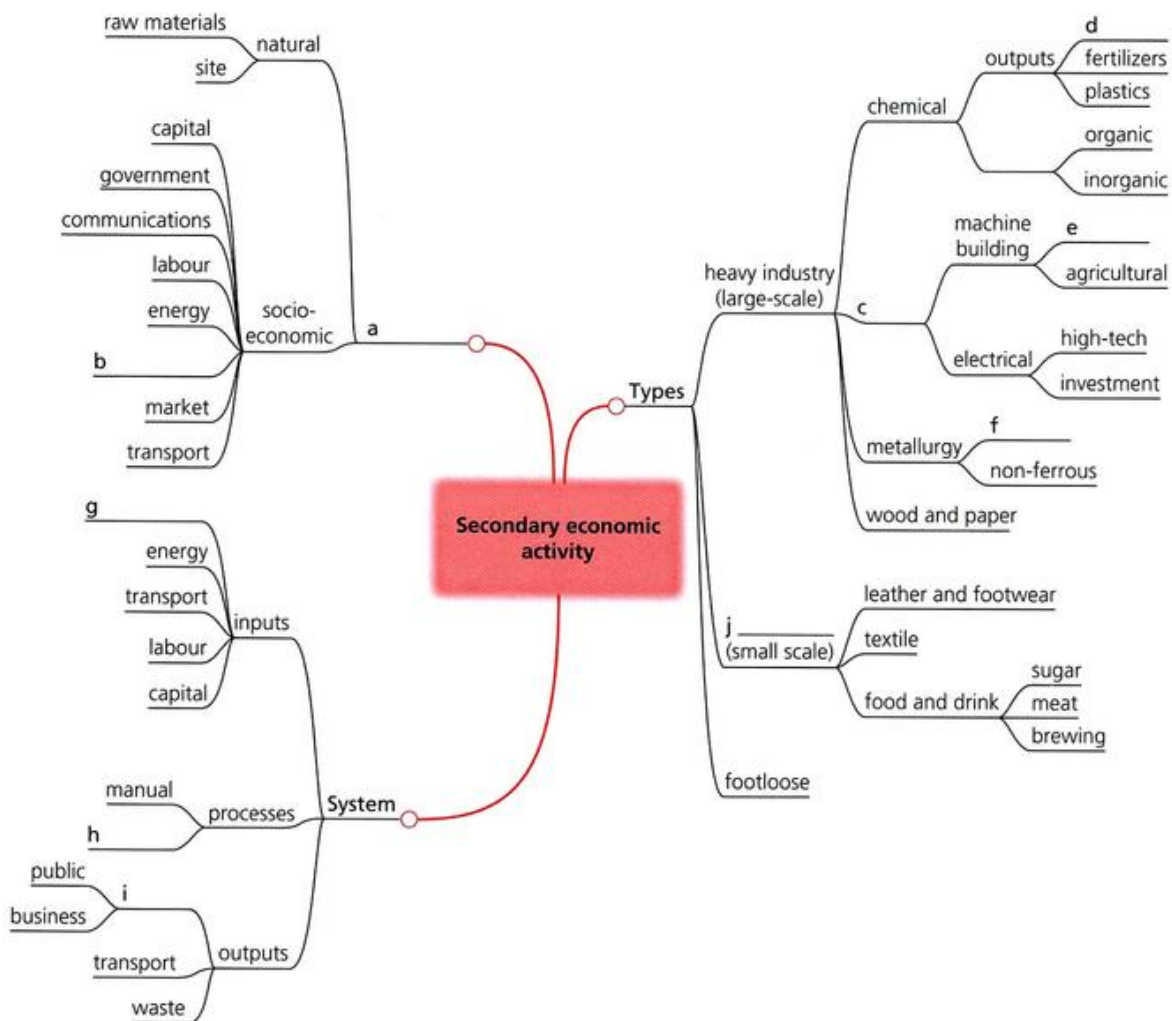 raw materials
natural
site
capital
government
communications
labour
energy
socio-
economic
b
market
transport
a
g
energy
transport
inputs
labour
capital
manual
processes
System
h
public
i
business
outputs
transport
waste
Secondary economic
activity
Types
heavy industry
(large-scale)
chemical
outputs
d
fertilizers
plastics
organic
inorganic
c
machine
building
e
agricultural
electrical
high-tech
investment
metallurgy
f
non-ferrous
wood and paper
j
(small scale)
leather and footwear
textile
food and drink
sugar
meat
brewing
footloose